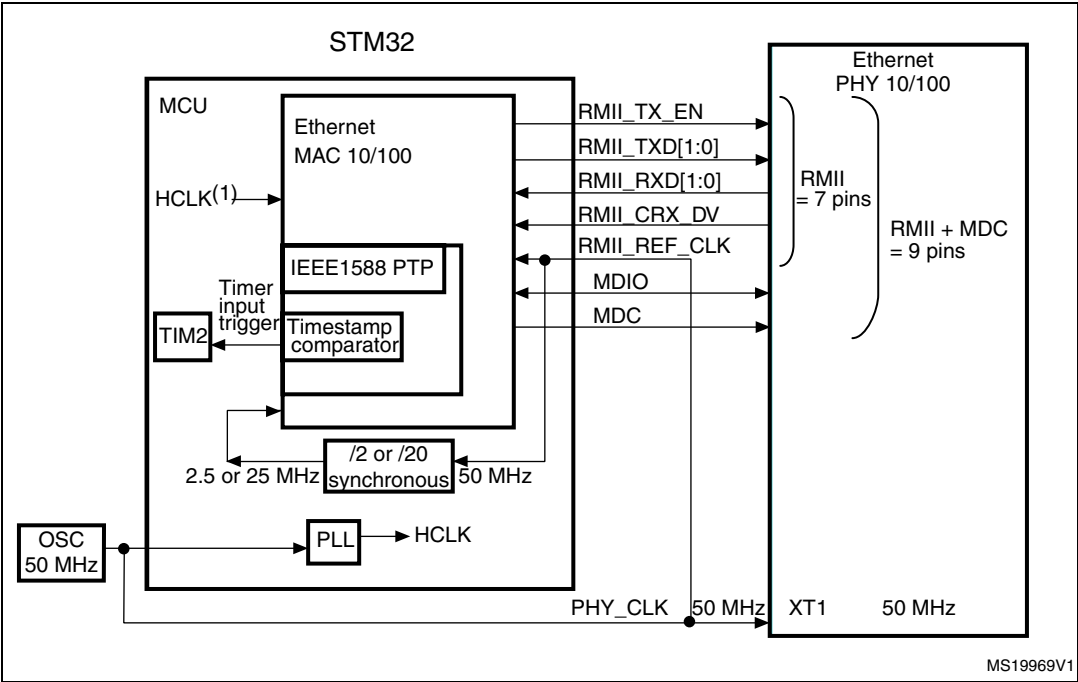 STM32
MCU
Ethernet
MAC 10/100
HCLK(1)
IEEE1588 PTP
Timer
input
trigger
TIM2
Timestamp
comparator
/2 or /20
synchronous
2.5 or 25 MHz
50 MHz
OSC
50 MHz
PLL
HCLK
RMII_TX_EN
RMII_TXD[1:0]
RMII_RXD[1:0]
RMII_CRX_DV
RMII_REF_CLK
MDIO
MDC
Ethernet
PHY 10/100
RMII
= 7 pins
RMII + MDC
= 9 pins
PHY_CLK
50 MHz
XT1
50 MHz
MS19969V1